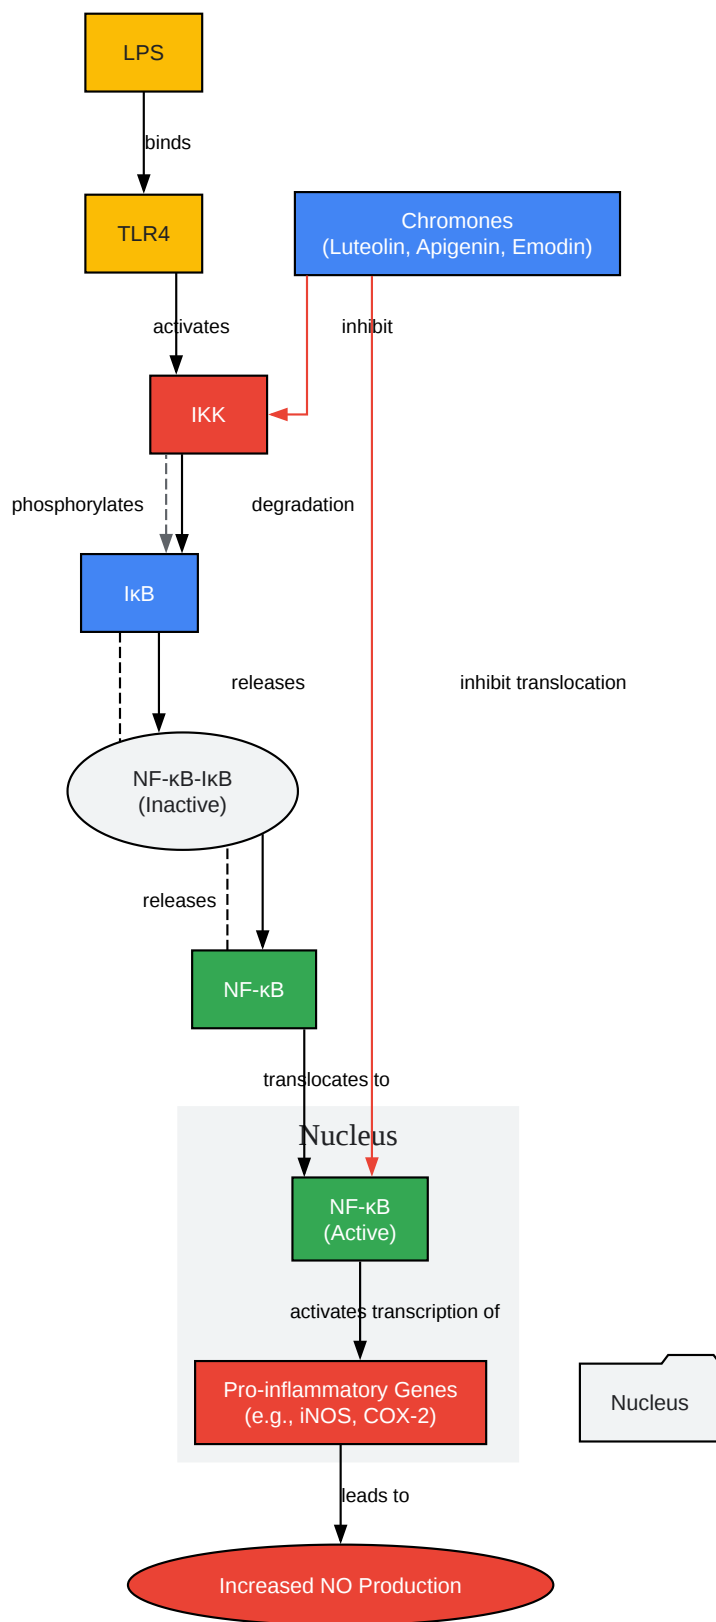 LPS
binds
TLR4
Chromones
(Luteolin, Apigenin, Emodin)
activates
inhibit
IKK
phosphorylates
degradation
IκB
releases
inhibit translocation
NF-κB-IκB
(Inactive)
releases
NF-κB
translocates to
Nucleus
NF-κB
(Active)
activates transcription of
Pro-inflammatory Genes
(e.g., iNOS, COX-2)
Nucleus
leads to
Increased NO Production